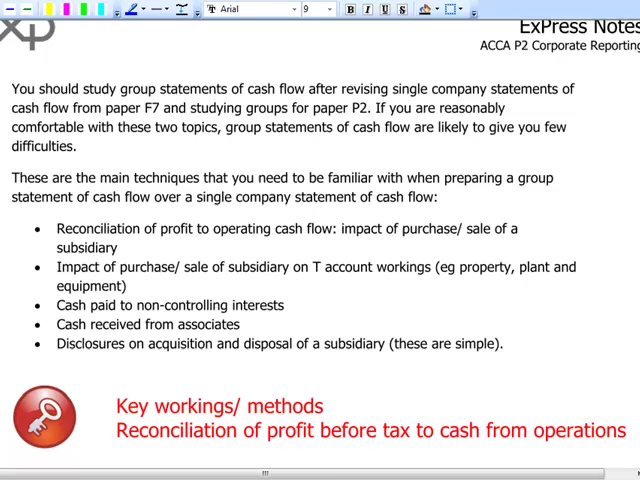 Arial
9
B I U S
xp
ExPress Notes
ACCA P2 Corporate Reporting
You should study group statements of cash flow after revising single company statements of
cash flow from paper F7 and studying groups for paper P2. If you are reasonably
comfortable with these two topics, group statements of cash flow are likely to give you few
difficulties.
These are the main techniques that you need to be familiar with when preparing a group
statement of cash flow over a single company statement of cash flow:
• Reconciliation of profit to operating cash flow: impact of purchase/ sale of a
subsidiary
• Impact of purchase/ sale of subsidiary on T account workings (eg property, plant and
equipment)
• Cash paid to non-controlling interests
• Cash received from associates
• Disclosures on acquisition and disposal of a subsidiary (these are simple).
Key workings/ methods
Reconciliation of profit before tax to cash from operations